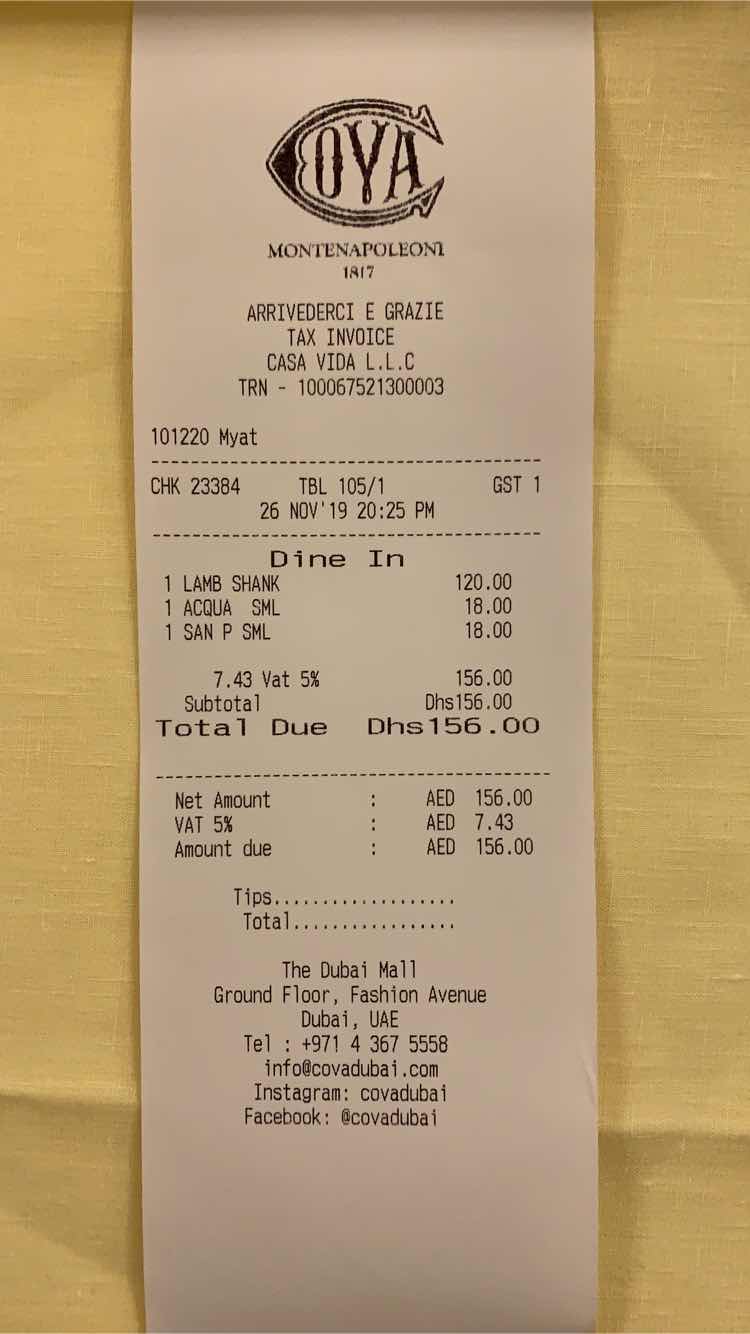 COVA
MONTENAPOLEONI
1817
ARRIVEDERCI E GRAZIE
TAX INVOICE
CASA VIDA L.L.C
TRN - 100067521300003
101220 Myat
CHK 23384 TBL 105/1 GST 1
26 NOV'19 20:25 PM
Dine In
1 LAMB SHANK 120.00
1 ACQUA SML 18.00
1 SAN P SML 18.00
7.43 Vat 5% 156.00
Subtotal Dhs156.00
Total Due Dhs156.00
Net Amount : AED 156.00
VAT 5% : AED 7.43
Amount due : AED 156.00
Tips...................
Total.................
The Dubai Mall
Ground Floor, Fashion Avenue
Dubai, UAE
Tel : +971 4 367 5558
info@covadubai.com
Instagram: covadubai
Facebook: @covadubai